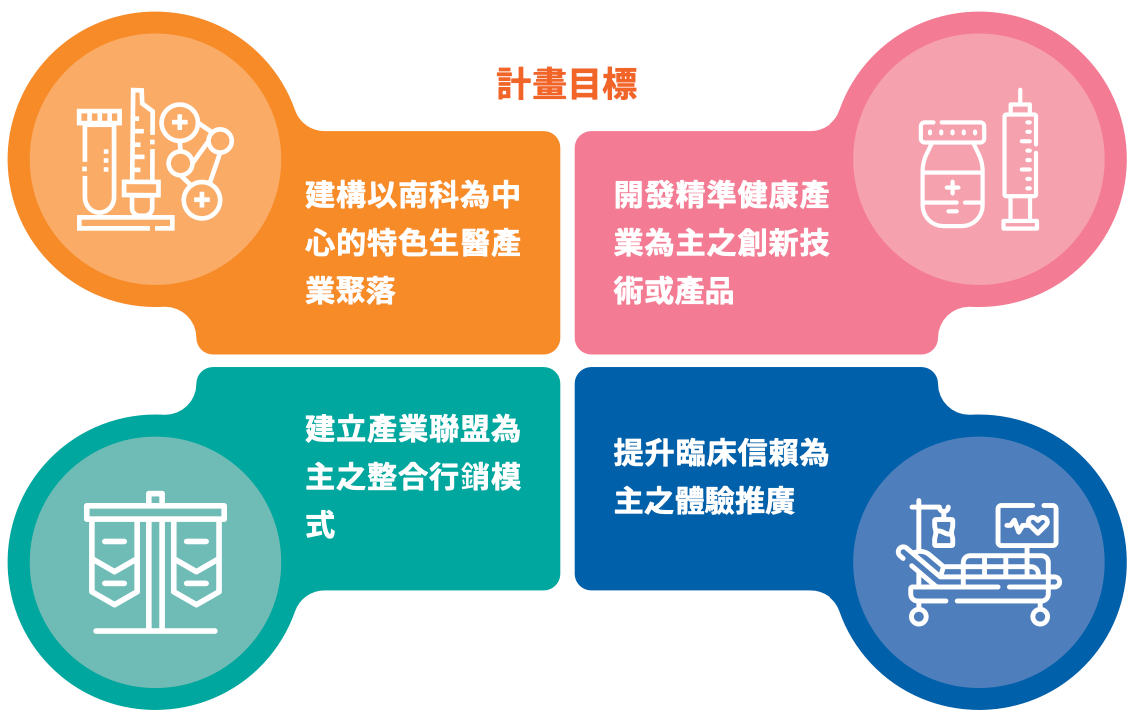 計畫目標
建構以南科為中
心的特色生醫產
業聚落
開發精準健康產
業為主之創新技
術或產品
建立產業聯盟為
主之整合行銷模
式
提升臨床信賴為
主之體驗推廣